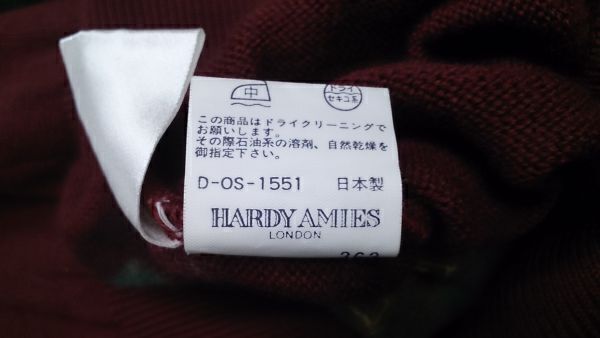 中
ドライ
セキユ系
この商品はドライクリーニングで
お願いします。
その際石油系の溶剤、自然乾燥を
御指定下さい。
D-OS-1551 日本製
HARDY AMIES
LONDON